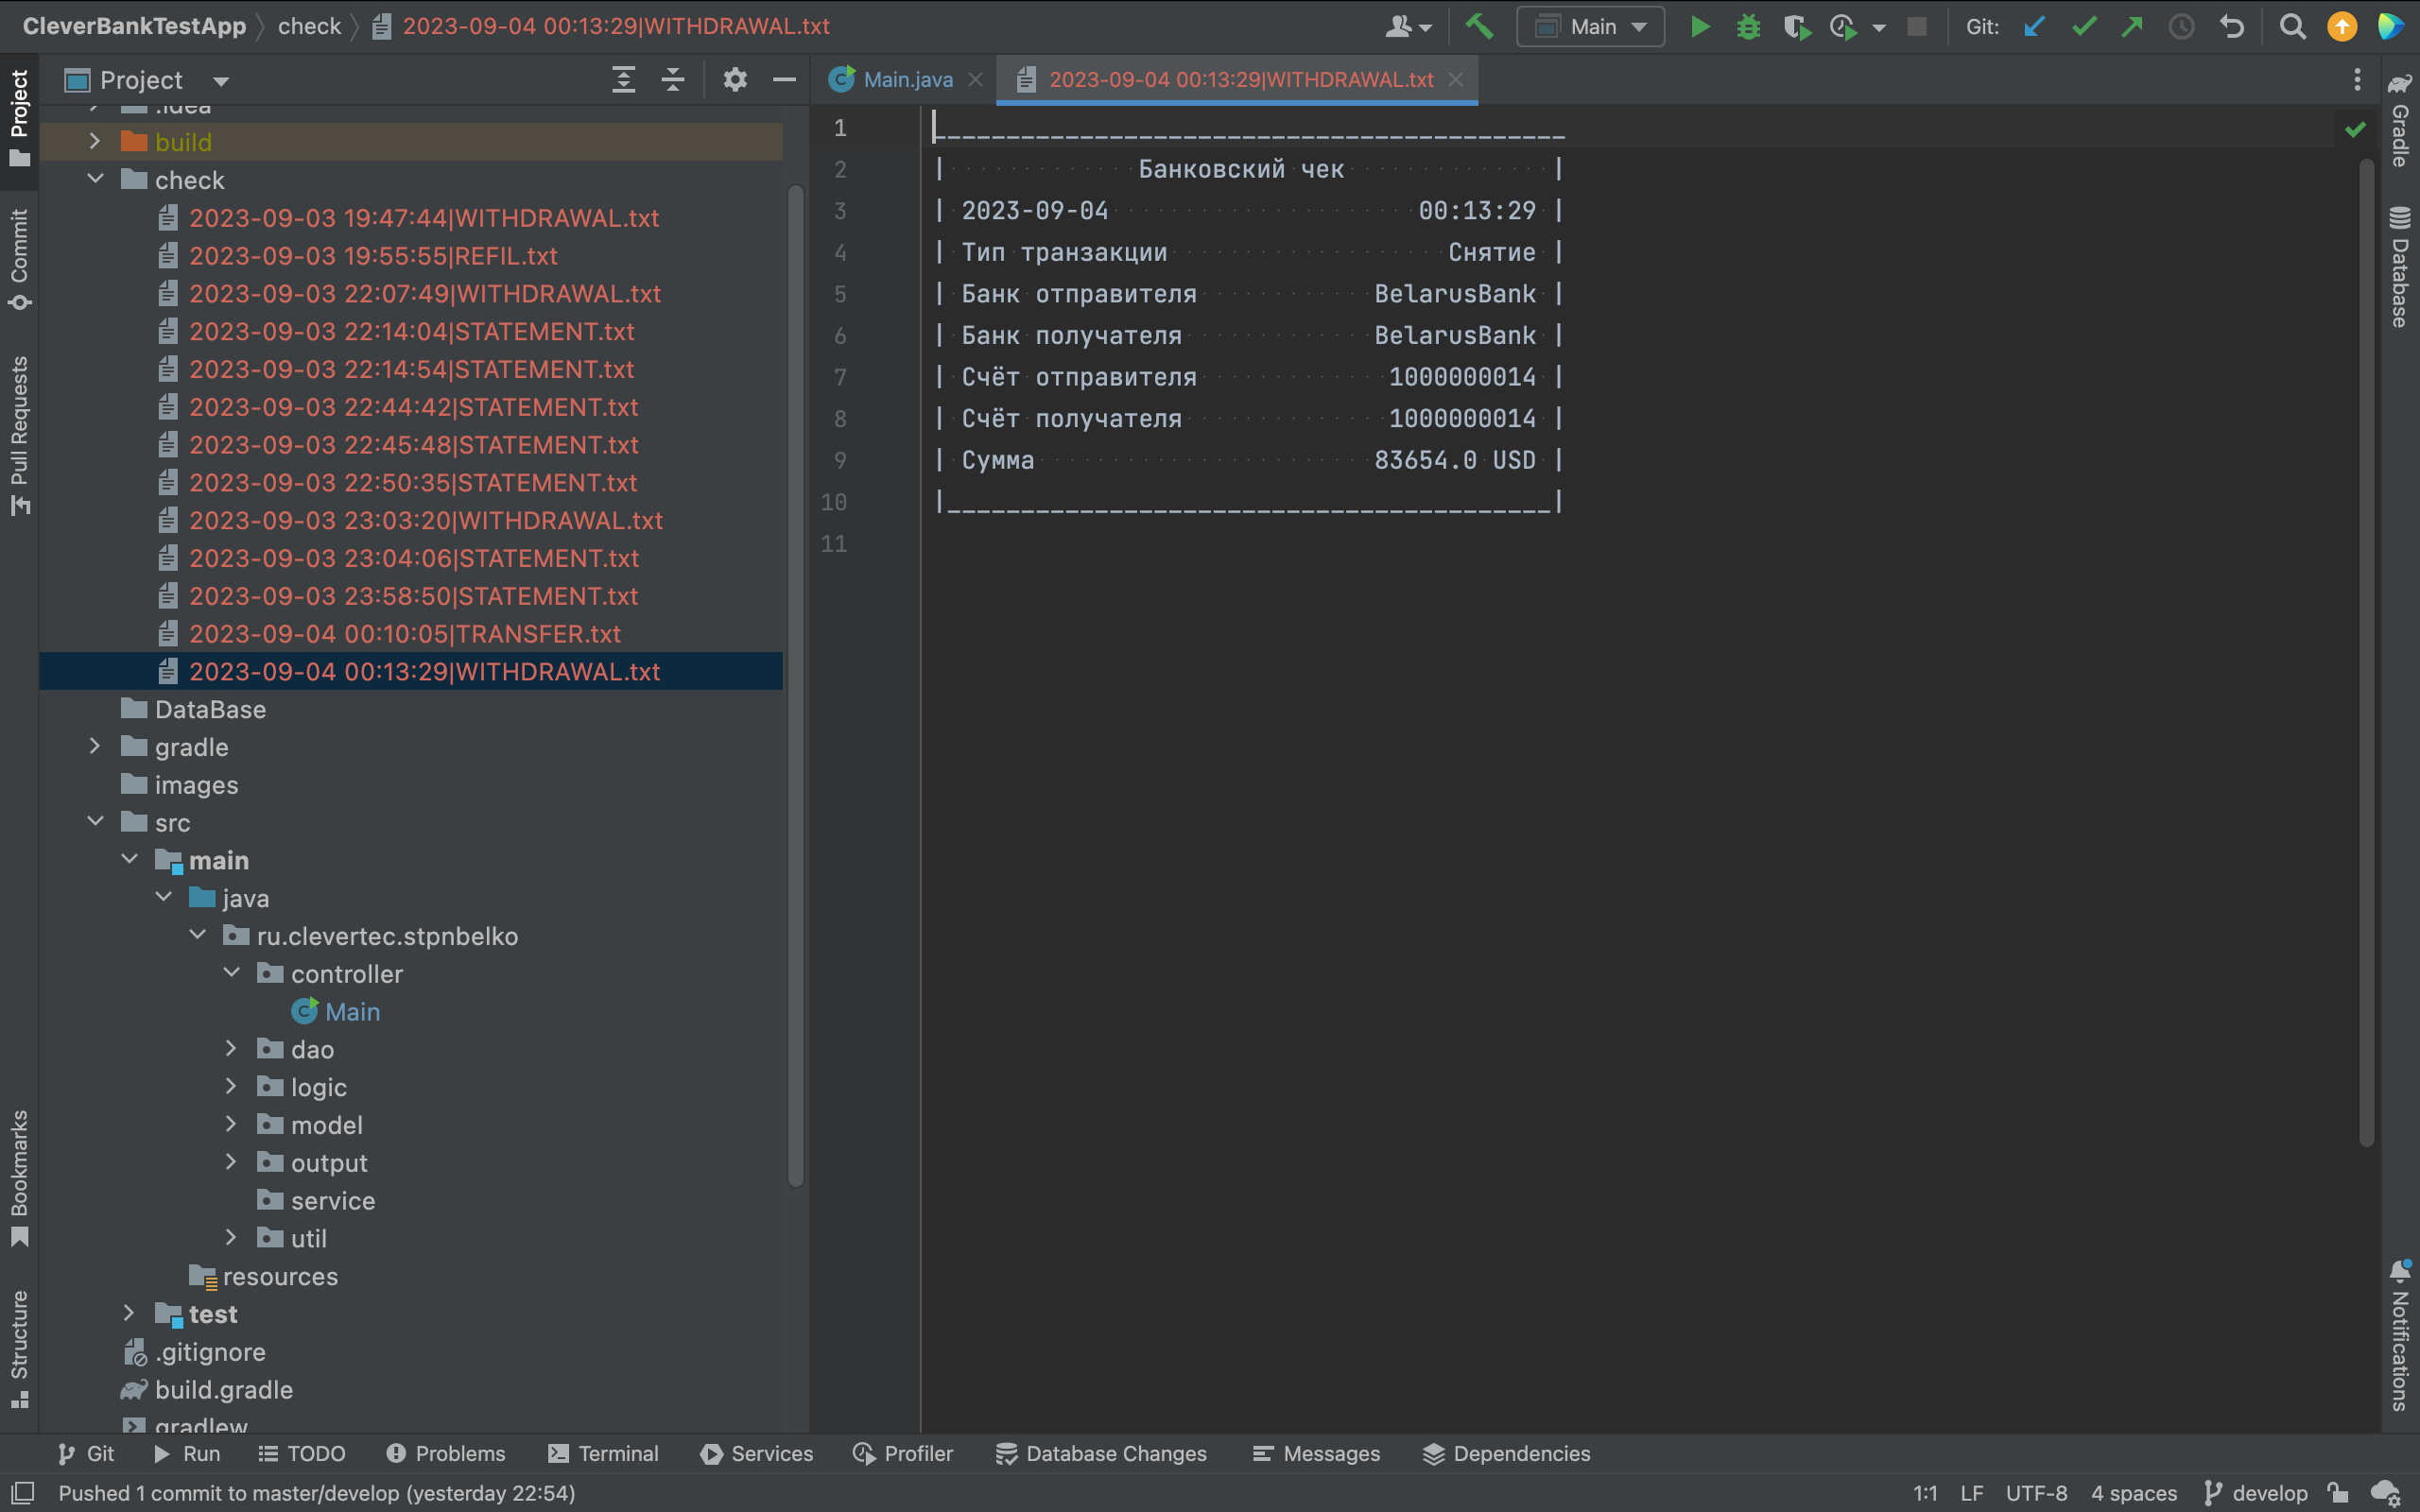 CleverBankTestApp check 2023-09-04 00:13:29|WITHDRAWAL.txt Main Git:
Project
Main.java 2023-09-04 00:13:29|WITHDRAWAL.txt
.idea
build
check
2023-09-03 19:47:44|WITHDRAWAL.txt
2023-09-03 19:55:55|REFIL.txt
2023-09-03 22:07:49|WITHDRAWAL.txt
2023-09-03 22:14:04|STATEMENT.txt
2023-09-03 22:14:54|STATEMENT.txt
2023-09-03 22:44:42|STATEMENT.txt
2023-09-03 22:45:48|STATEMENT.txt
2023-09-03 22:50:35|STATEMENT.txt
2023-09-03 23:03:20|WITHDRAWAL.txt
2023-09-03 23:04:06|STATEMENT.txt
2023-09-03 23:58:50|STATEMENT.txt
2023-09-04 00:10:05|TRANSFER.txt
2023-09-04 00:13:29|WITHDRAWAL.txt
DataBase
gradle
images
src
main
java
ru.clevertec.stpnbelko
controller
Main
dao
logic
model
output
service
util
resources
test
.gitignore
build.gradle
gradlew
1 ___________________________________________
2 | Банковский чек |
3 | 2023-09-04 00:13:29 |
4 | Тип транзакции Снятие |
5 | Банк отправителя BelarusBank |
6 | Банк получателя BelarusBank |
7 | Счёт отправителя 1000000014 |
8 | Счёт получателя 1000000014 |
9 | Сумма 83654.0 USD |
10 |_________________________________________|
11
Project
Commit
Pull Requests
Bookmarks
Structure
Gradle
Database
Notifications
Git Run TODO Problems Terminal Services Profiler Database Changes Messages Dependencies
Pushed 1 commit to master/develop (yesterday 22:54) 1:1 LF UTF-8 4 spaces develop